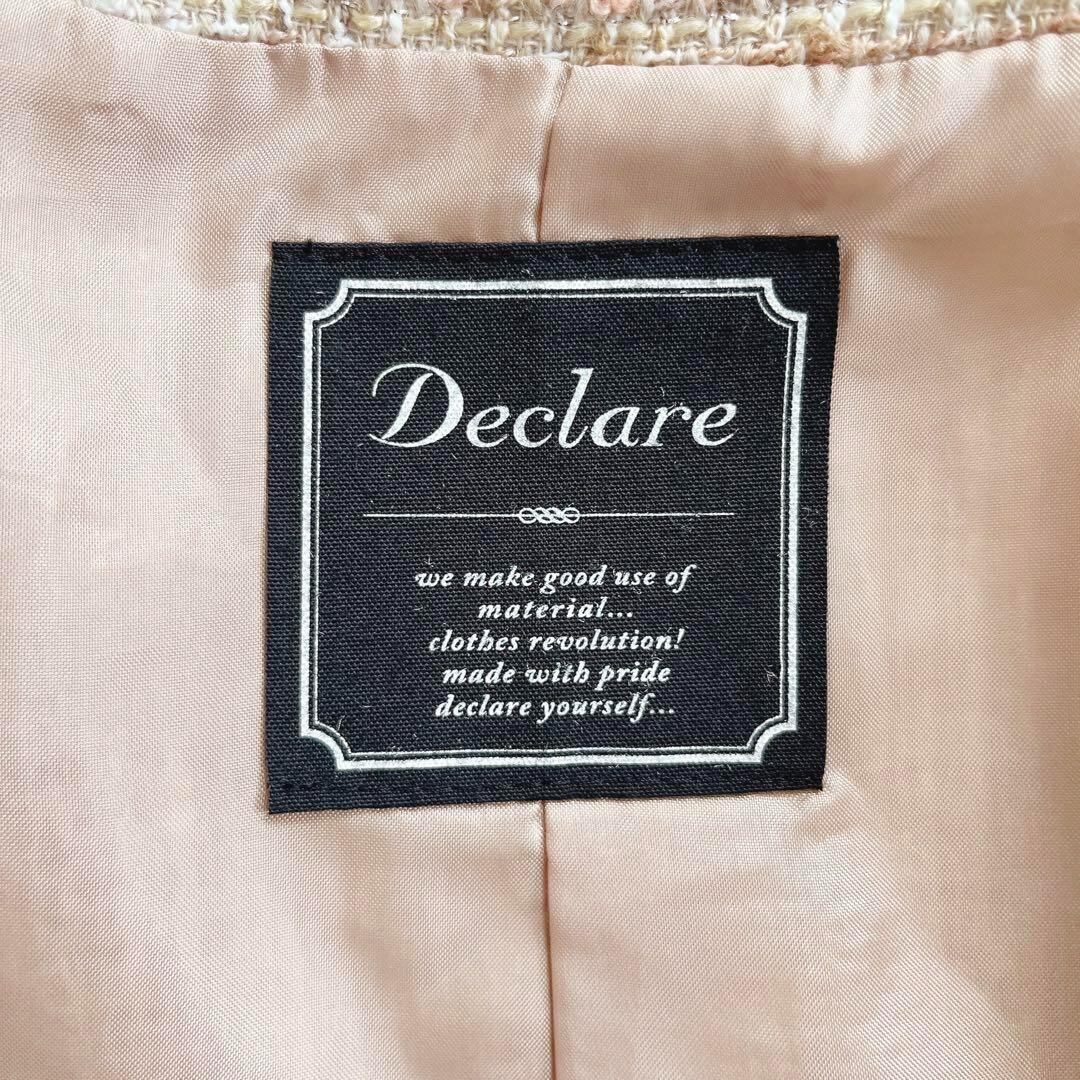 Declare
we make good use of
material...
clothes revolution!
made with pride
declare yourself...